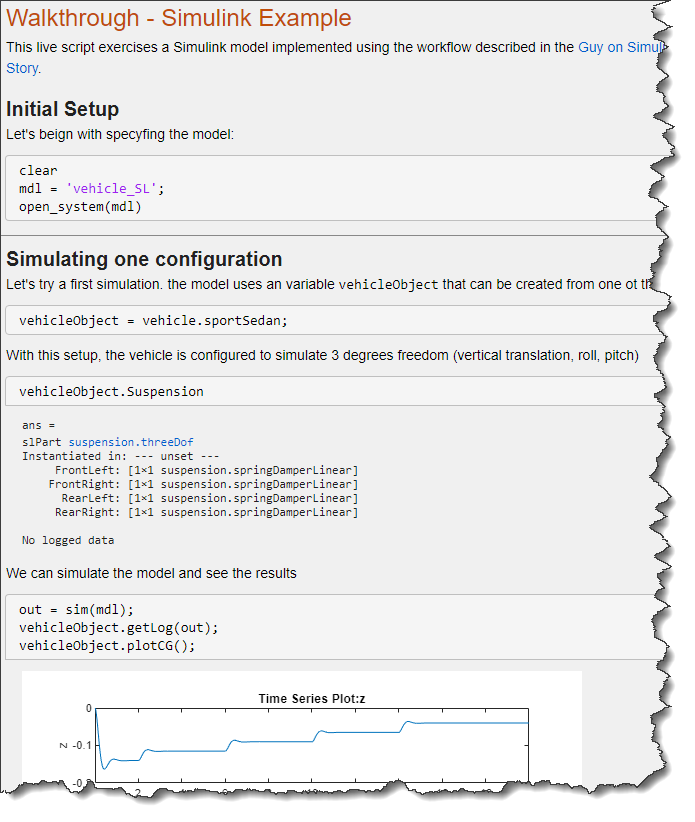 Walkthrough - Simulink Example
This live script exercises a Simulink model implemented using the workflow described in the Guy on
Story.
Initial Setup
Let's beign with specyfing the model:
clear
mdl = 'vehicle_SL';
open_system(mdl)
Simulating one configuration
Let's try a first simulation. the model uses an variable vehicleObject that can be created from one ot
vehicleObject = vehicle.sportSedan;
With this setup, the vehicle is configured to simulate 3 degrees freedom (vertical translation, roll, pitch)
vehicleObject.Suspension
ans =
slPart suspension.threeDof
Instantiated in: --- unset ---
FrontLeft: [1×1 suspension.springDamperLinear]
FrontRight: [1×1 suspension.springDamperLinear]
RearLeft: [1×1 suspension.springDamperLinear]
RearRight: [1×1 suspension.springDamperLinear]
No logged data
We can simulate the model and see the results
out = sim(mdl);
vehicleObject.getLog(out);
vehicleObject.plotCG();
Time Series Plot:z
0
z
-0.1